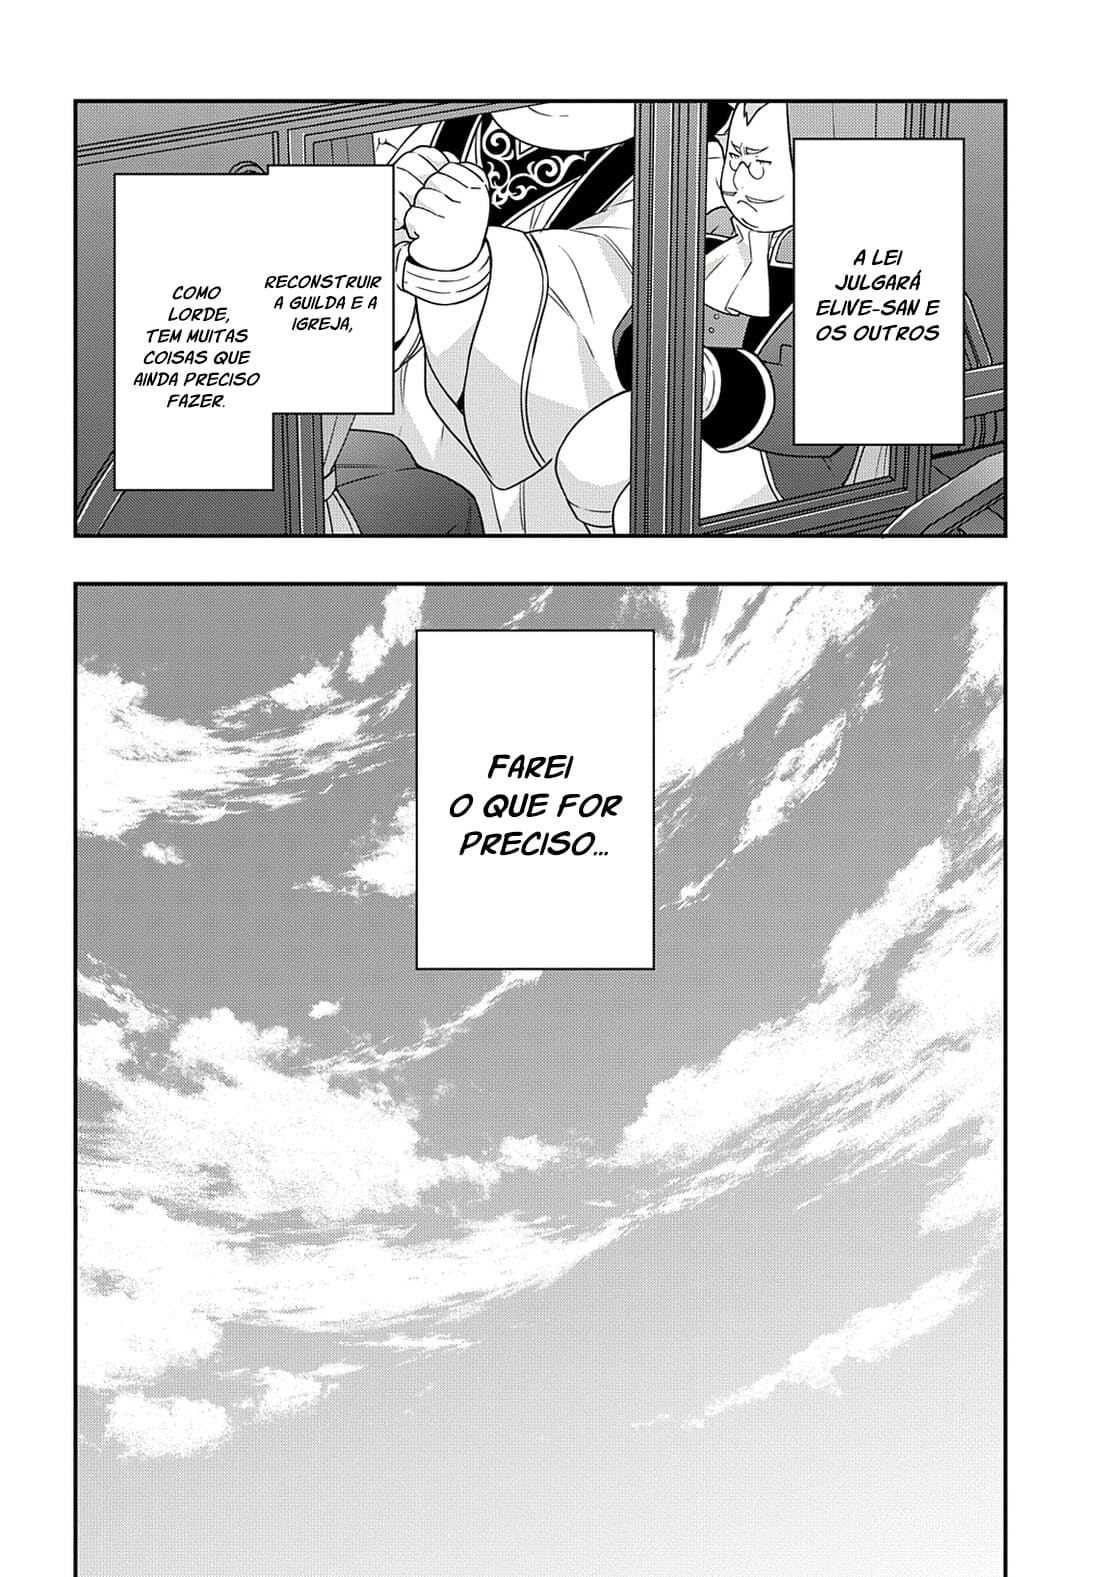 A LEI
JULGARÁ
ELIVE-SAN E
OS OUTROS
RECONSTRUIR
A GUILDA E A
IGREJA,
COMO
LORDE,
TEM MUITAS
COISAS QUE
AINDA PRECISO
FAZER.
FAREI
O QUE FOR
PRECISO...